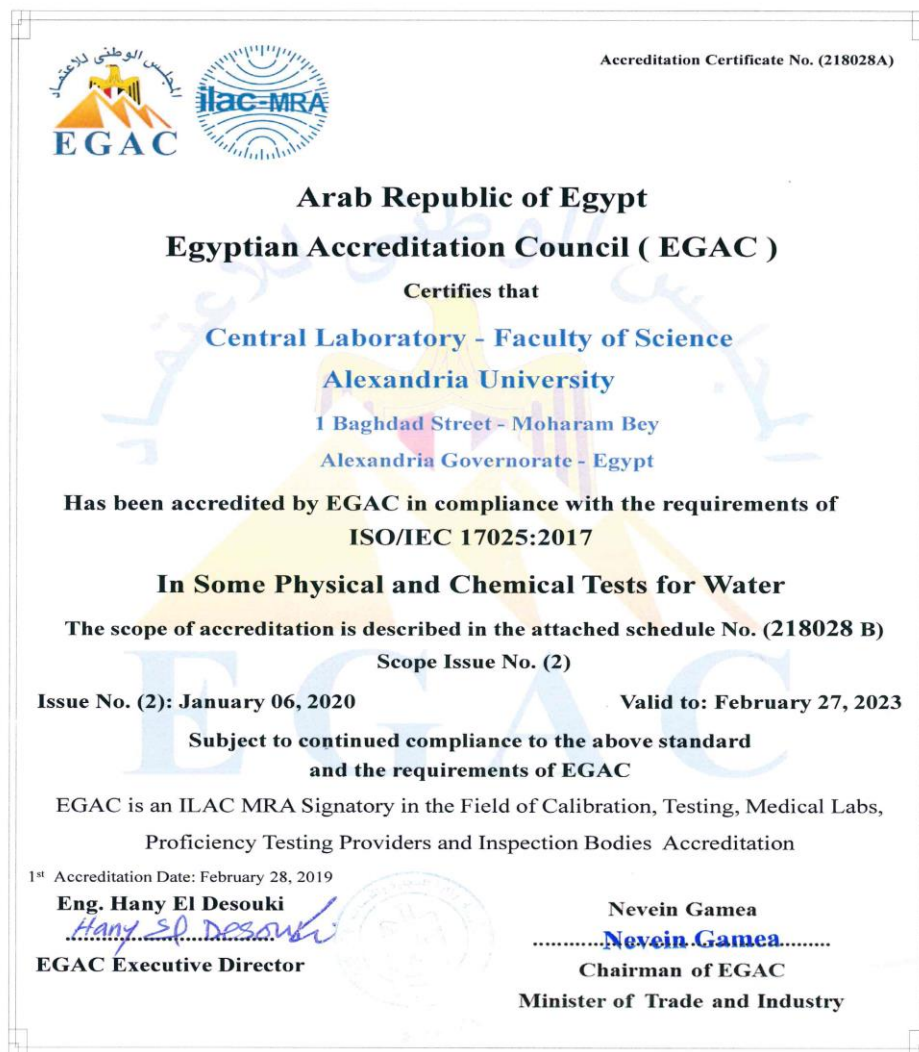 المجلس الوطنى للاعتماد
EGAC
ilac-MRA
Accreditation Certificate No. (218028A)
Arab Republic of Egypt
Egyptian Accreditation Council ( EGAC )
Certifies that
Central Laboratory - Faculty of Science
Alexandria University
1 Baghdad Street - Moharam Bey
Alexandria Governorate - Egypt
Has been accredited by EGAC in compliance with the requirements of
ISO/IEC 17025:2017
In Some Physical and Chemical Tests for Water
The scope of accreditation is described in the attached schedule No. (218028 B)
Scope Issue No. (2)
Issue No. (2): January 06, 2020 Valid to: February 27, 2023
Subject to continued compliance to the above standard
and the requirements of EGAC
EGAC is an ILAC MRA Signatory in the Field of Calibration, Testing, Medical Labs,
Proficiency Testing Providers and Inspection Bodies Accreditation
1st Accreditation Date: February 28, 2019
Eng. Hany El Desouki
Hany El Desouki
EGAC Executive Director
Nevein Gamea
Nevein Gamea
Chairman of EGAC
Minister of Trade and Industry
المجلس الوطنى للاعتماد
EGAC